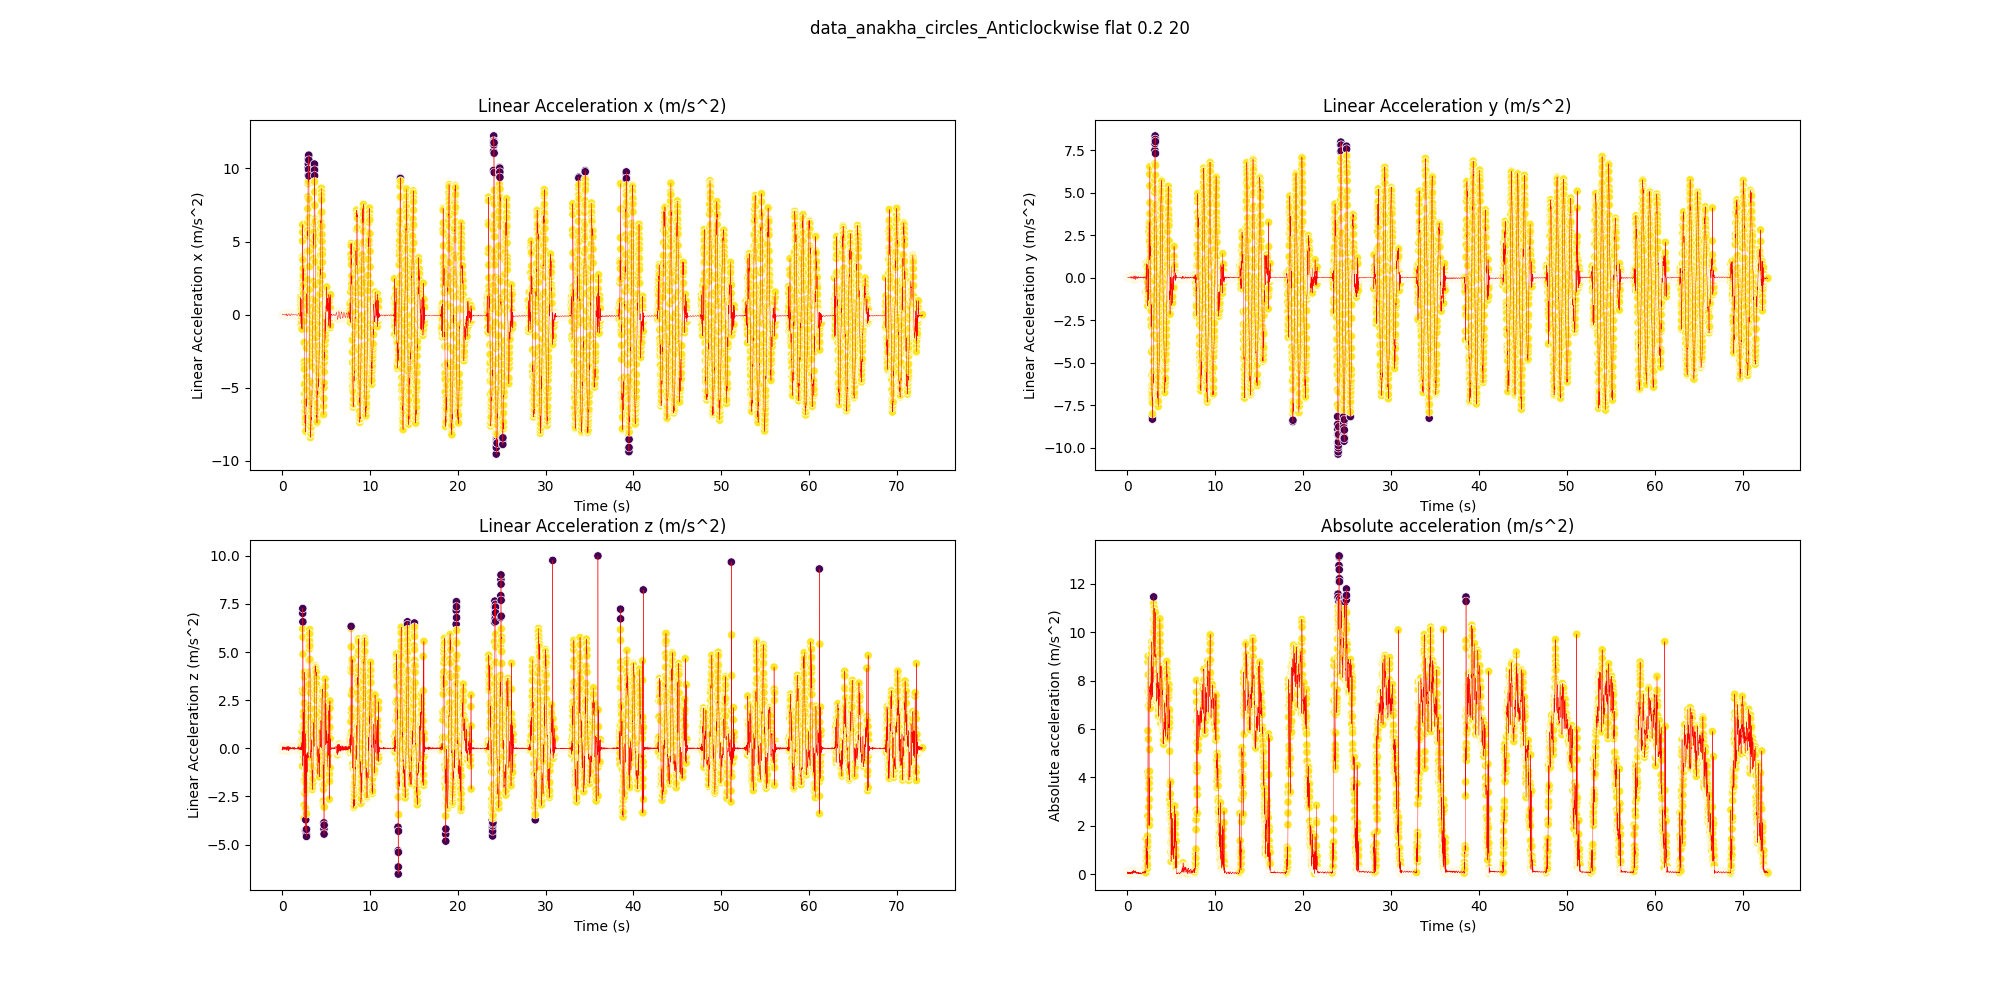 data_anakha_circles_Anticlockwise flat 0.2 20
Linear Acceleration x (m/s^2)
Linear Acceleration x (m/s^2)
10
5
0
−5
−10
0 10 20 30 40 50 60 70
Time (s)
Linear Acceleration y (m/s^2)
Linear Acceleration y (m/s^2)
7.5
5.0
2.5
0.0
−2.5
−5.0
−7.5
−10.0
0 10 20 30 40 50 60 70
Time (s)
Linear Acceleration z (m/s^2)
Linear Acceleration z (m/s^2)
10.0
7.5
5.0
2.5
0.0
−2.5
−5.0
0 10 20 30 40 50 60 70
Time (s)
Absolute acceleration (m/s^2)
Absolute acceleration (m/s^2)
12
10
8
6
4
2
0
0 10 20 30 40 50 60 70
Time (s)